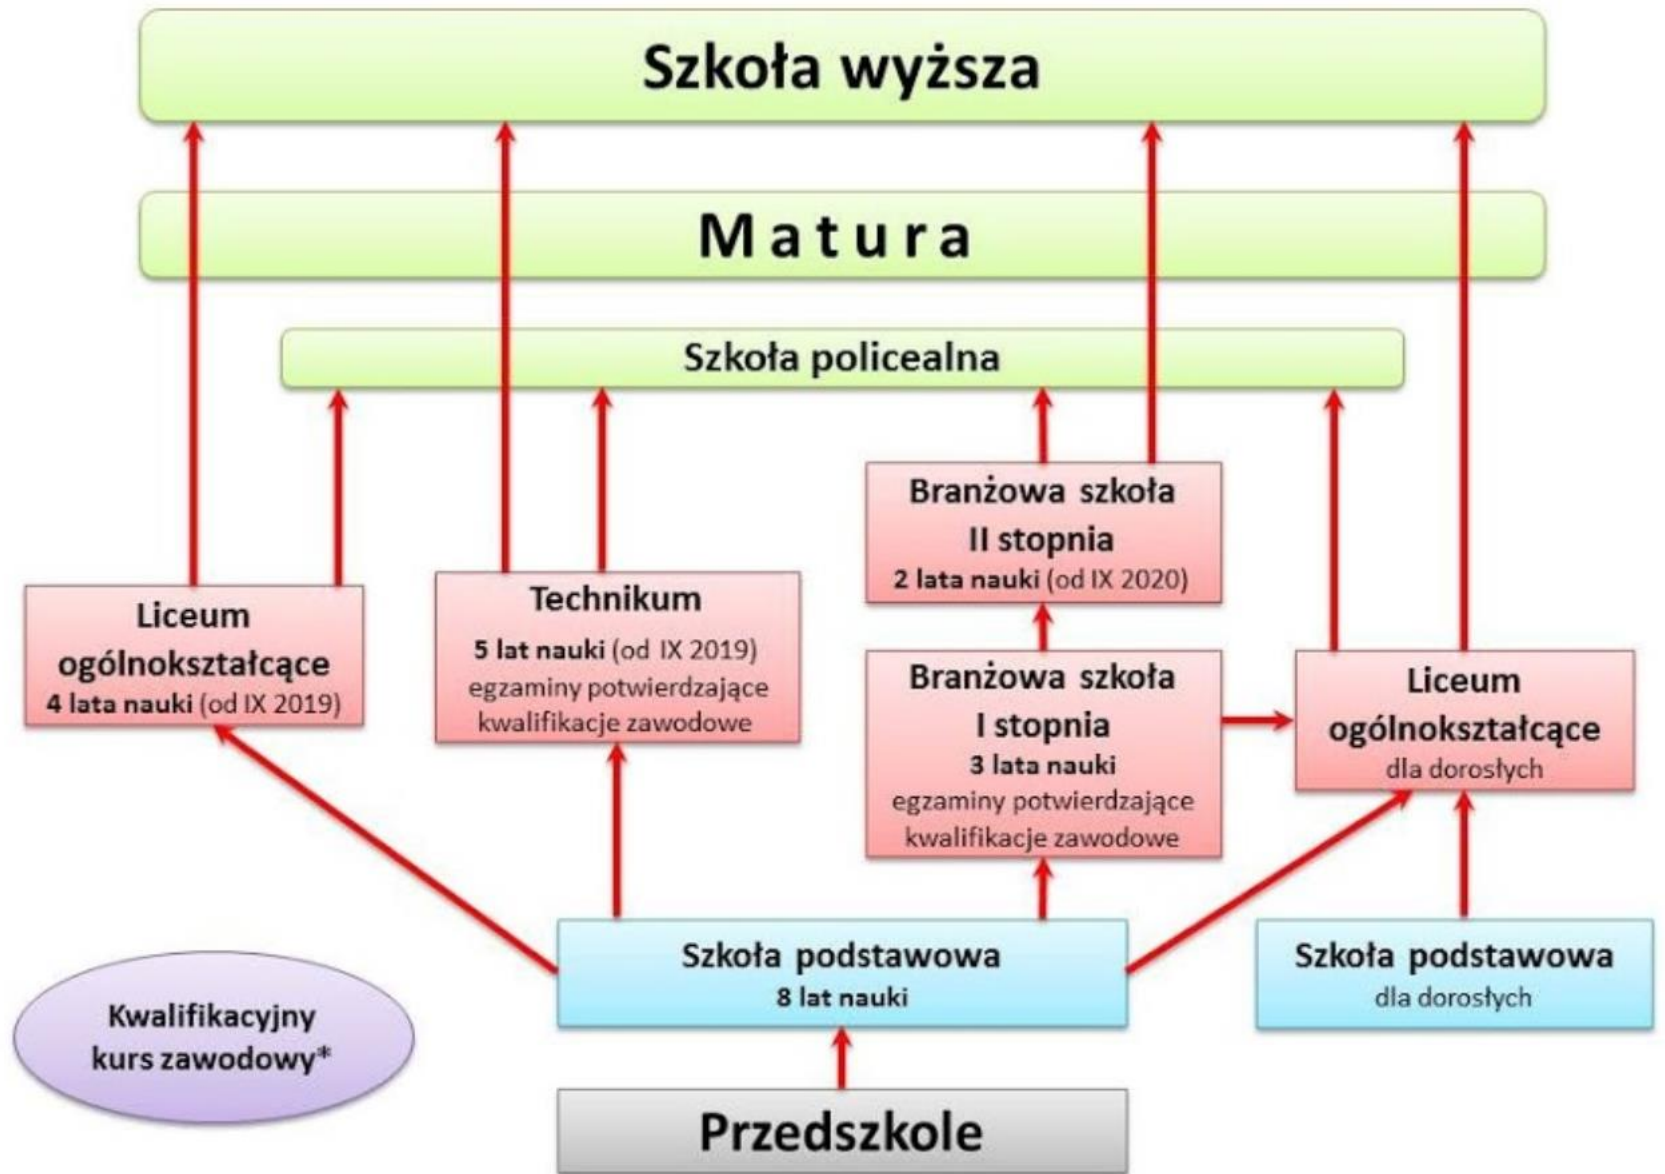 Szkoła wyższa
Matura
Szkoła policealna
Branżowa szkoła
II stopnia
2 lata nauki (od IX 2020)
Liceum
ogólnokształcące
4 lata nauki (od IX 2019)
Technikum
5 lat nauki (od IX 2019)
egzaminy potwierdzające
kwalifikacje zawodowe
Branżowa szkoła
I stopnia
3 lata nauki
egzaminy potwierdzające
kwalifikacje zawodowe
Liceum
ogólnokształcące
dla dorosłych
Szkoła podstawowa
8 lat nauki
Szkoła podstawowa
dla dorosłych
Kwalifikacyjny
kurs zawodowy*
Przedszkole